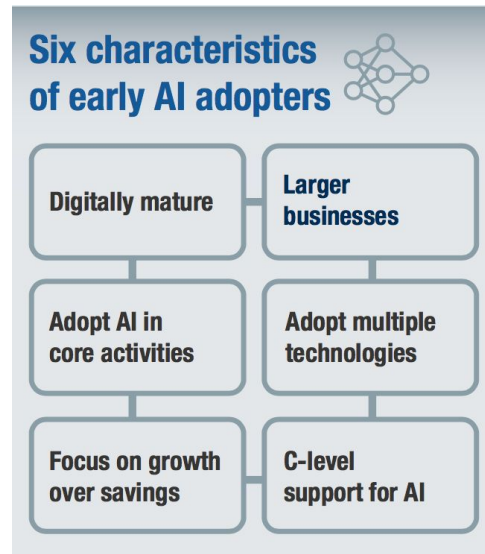 Six characteristics
of early AI adopters
Digitally mature
Larger
businesses
Adopt AI in
core activities
Adopt multiple
technologies
Focus on growth
over savings
C-level
support for AI